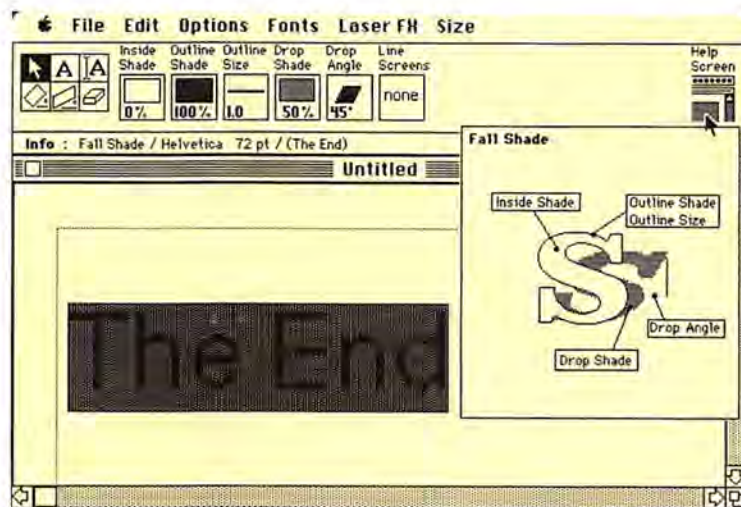 File Edit Options Fonts Laser FX Size
Inside Shade
Outline Shade
Outline Size
Drop Shade
Drop Angle
Line Screens
Help Screen
A A
0% 100% 1.0 50% 45° none
Info : Fall Shade / Helvetica 72 pt / (The End)
Untitled
Fall Shade
Inside Shade
Outline Shade
Outline Size
S
Drop Angle
Drop Shade
The End